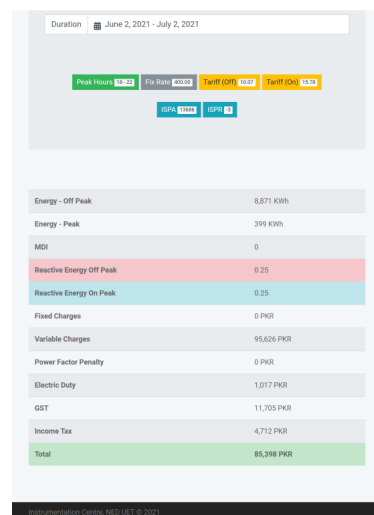 Duration June 2, 2021 - July 2, 2021
Peak Hours 18 - 22 Fix Rate 400.00 Tariff (Off) 10.07 Tariff (On) 15.78
ISPA 13686 ISPR -3
Energy - Off Peak 8,871 KWh
Energy - Peak 399 KWh
MDI 0
Reactive Energy Off Peak 0.25
Reactive Energy On Peak 0.25
Fixed Charges 0 PKR
Variable Charges 95,626 PKR
Power Factor Penalty 0 PKR
Electric Duty 1,017 PKR
GST 11,705 PKR
Income Tax 4,712 PKR
Total 85,398 PKR
Instrumentation Centre, NED UET © 2021